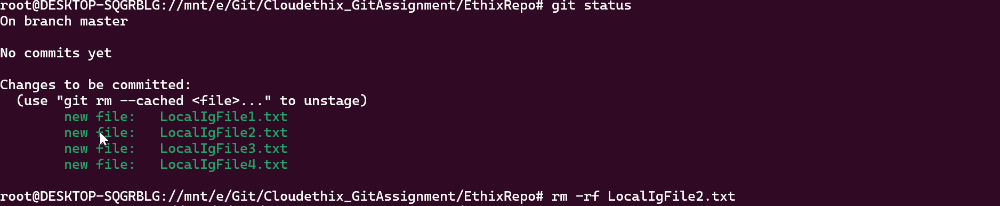 root@DESKTOP-SQGRBLG://mnt/e/Git/Cloudethix_GitAssignment/EthixRepo# git status
On branch master
No commits yet
Changes to be committed:
  (use "git rm --cached <file>..." to unstage)
        new file:   LocalIgFile1.txt
        new file:   LocalIgFile2.txt
        new file:   LocalIgFile3.txt
        new file:   LocalIgFile4.txt
root@DESKTOP-SQGRBLG://mnt/e/Git/Cloudethix_GitAssignment/EthixRepo# rm -rf LocalIgFile2.txt